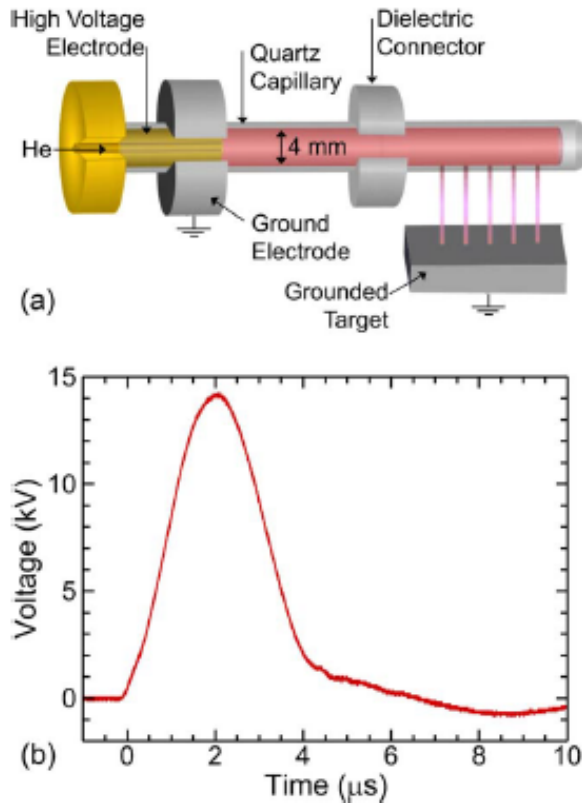 High Voltage
Electrode
Dielectric
Connector
Quartz
Capillary
He
4 mm
Ground
Electrode
Grounded
Target
(a)
15
10
5
0
Voltage (kV)
0 2 4 6 8 10
(b)
Time (μs)